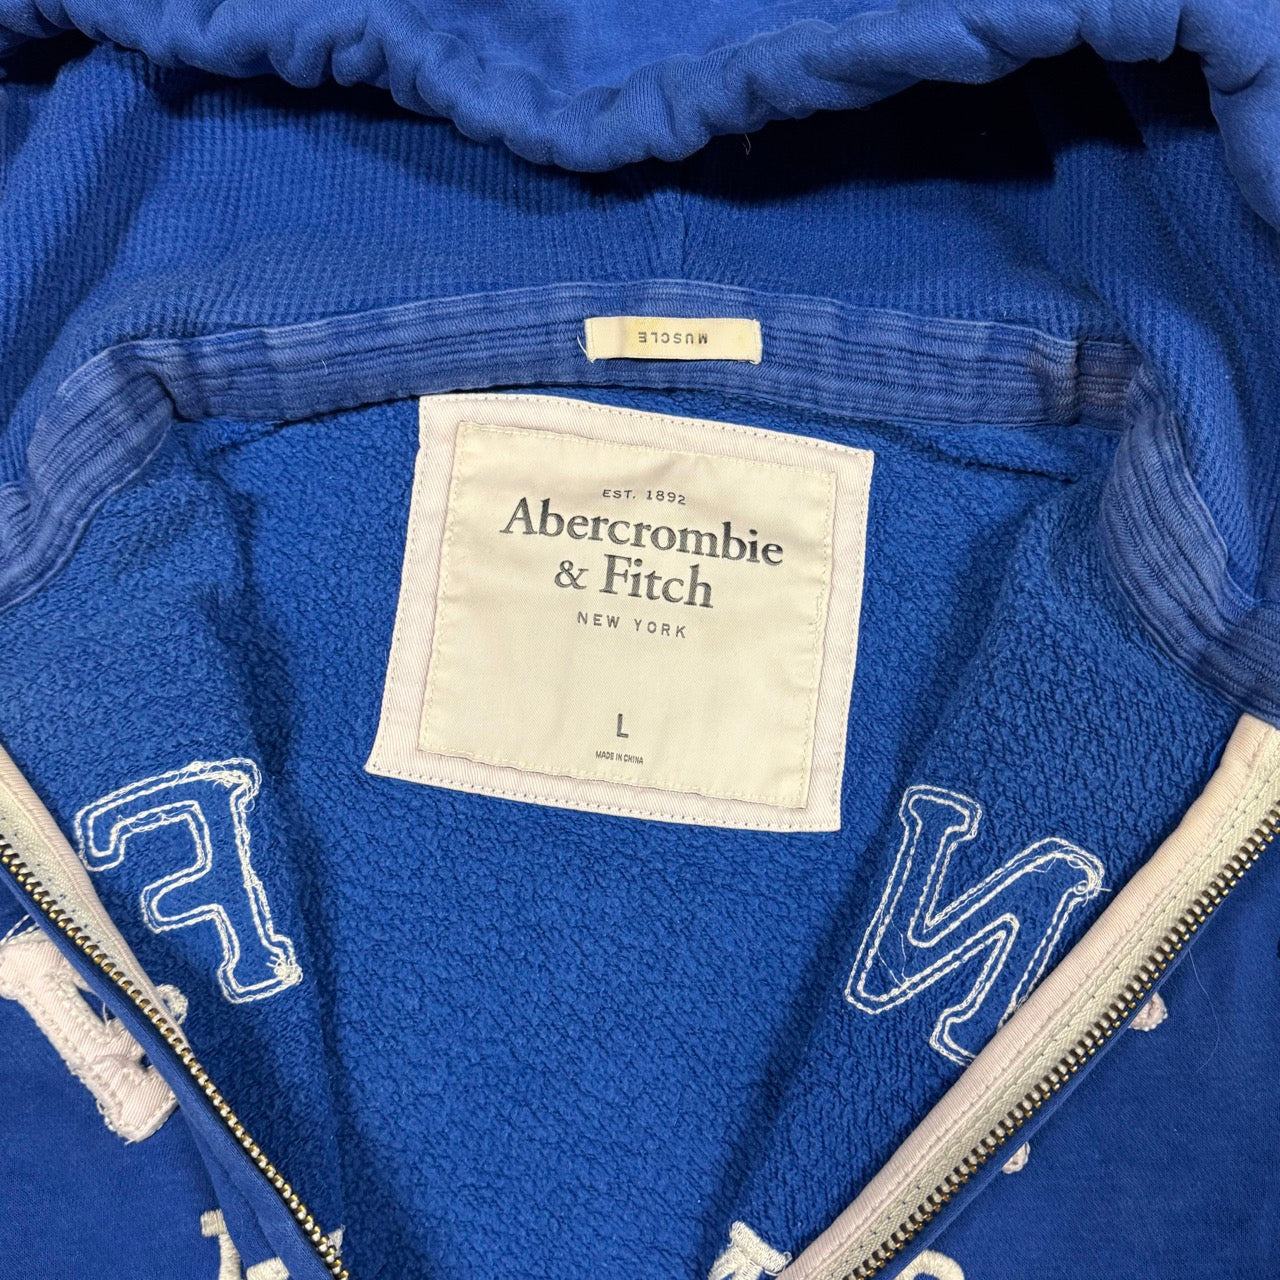 MUSCLE
EST. 1892
Abercrombie
& Fitch
NEW YORK
L
MADE IN CHINA
F
N